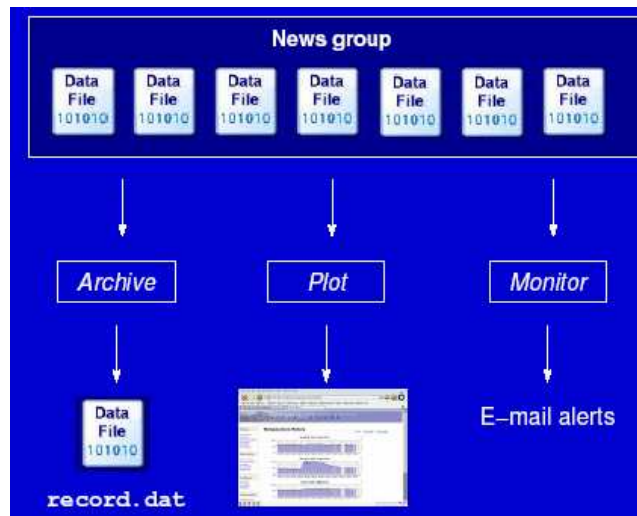 News group
Data File 101010
Data File 101010
Data File 101010
Data File 101010
Data File 101010
Data File 101010
Data File 101010
Archive
Plot
Monitor
Data File 101010
E-mail alerts
record.dat